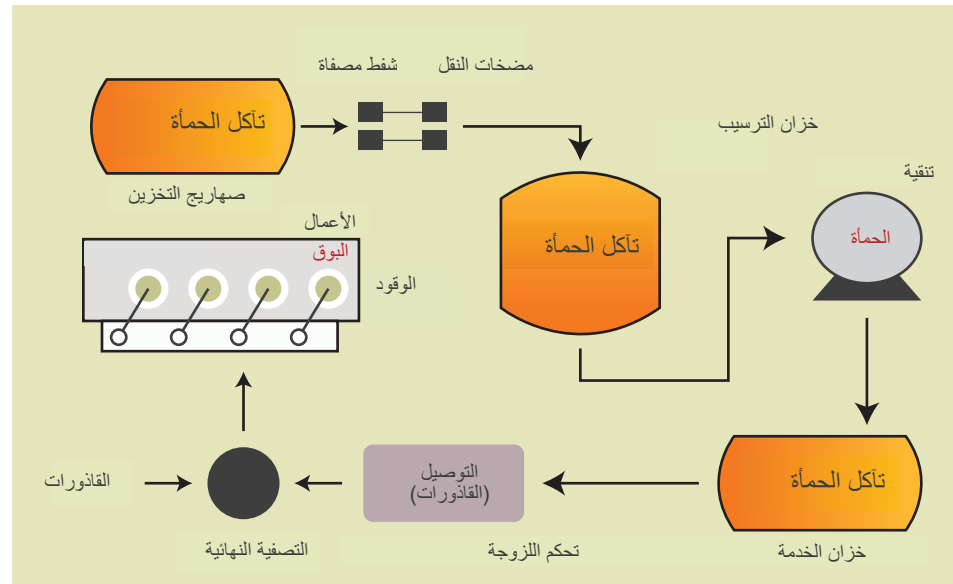 شفط مصفاة
مضخات النقل
تآكل الحمأة
صهاريج التخزين
خزان الترسيب
تآكل الحمأة
تنقية
الحمأة
الأعمال
البوق
الوقود
تآكل الحمأة
خزان الخدمة
التوصيل
(القاذورات)
تحكم اللزوجة
التصفية النهائية
القاذورات